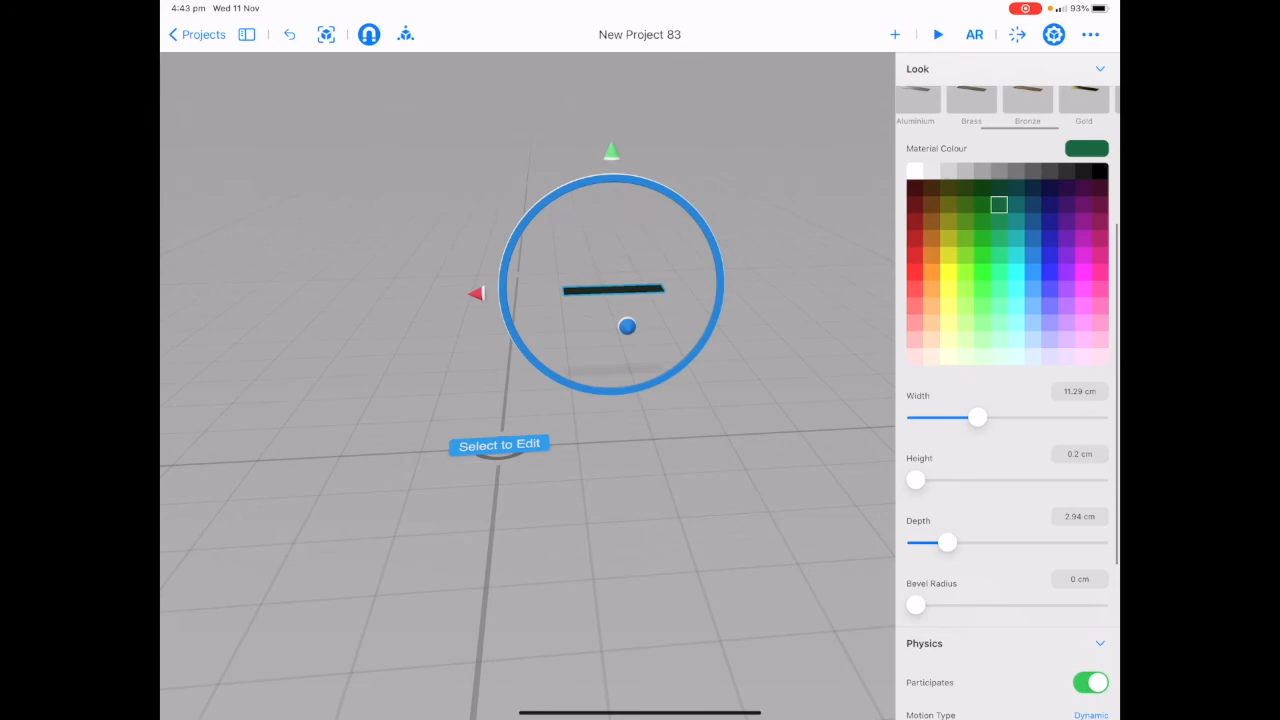 4:43 pm Wed 11 Nov
93%
Projects
New Project 83
AR
Look
Aluminium Brass Bronze Gold
Material Colour
Select to Edit
Width 11.29 cm
Height 0.2 cm
Depth 2.94 cm
Bevel Radius 0 cm
Physics
Participates
Motion Type Dynamic